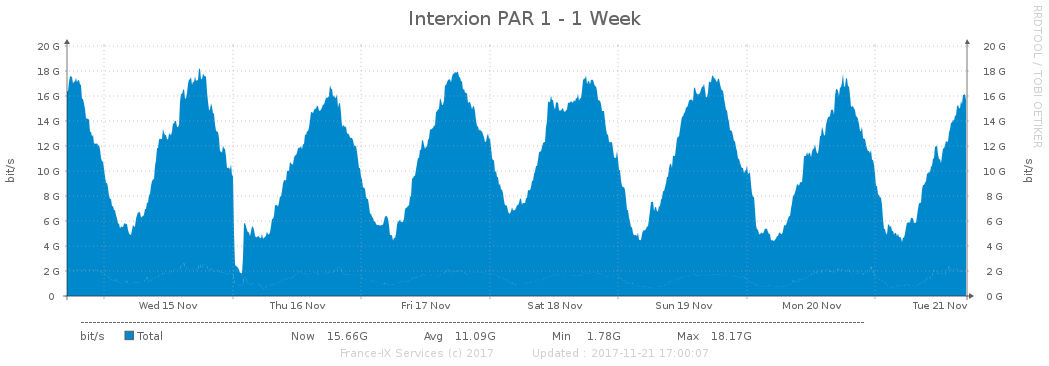 Interxion PAR 1 - 1 Week
RRDTOOL / TOBI OETIKER
20 G 20 G
18 G 18 G
16 G 16 G
14 G 14 G
12 G 12 G
10 G 10 G
8 G 8 G
6 G 6 G
4 G 4 G
2 G 2 G
0 0 G
bit/s bit/s
Wed 15 Nov Thu 16 Nov Fri 17 Nov Sat 18 Nov Sun 19 Nov Mon 20 Nov Tue 21 Nov
bit/s Total Now 15.66G Avg 11.09G Min 1.78G Max 18.17G
France-IX Services (c) 2017 Updated : 2017-11-21 17:00:07